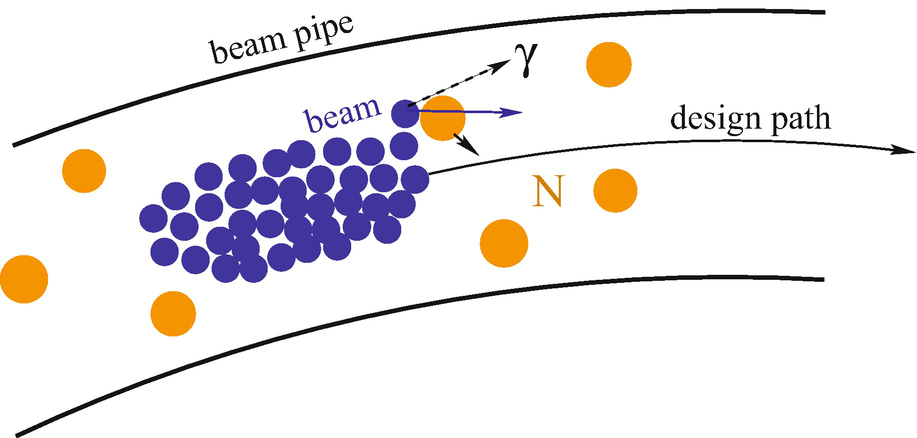 beam pipe
γ
beam
design path
N